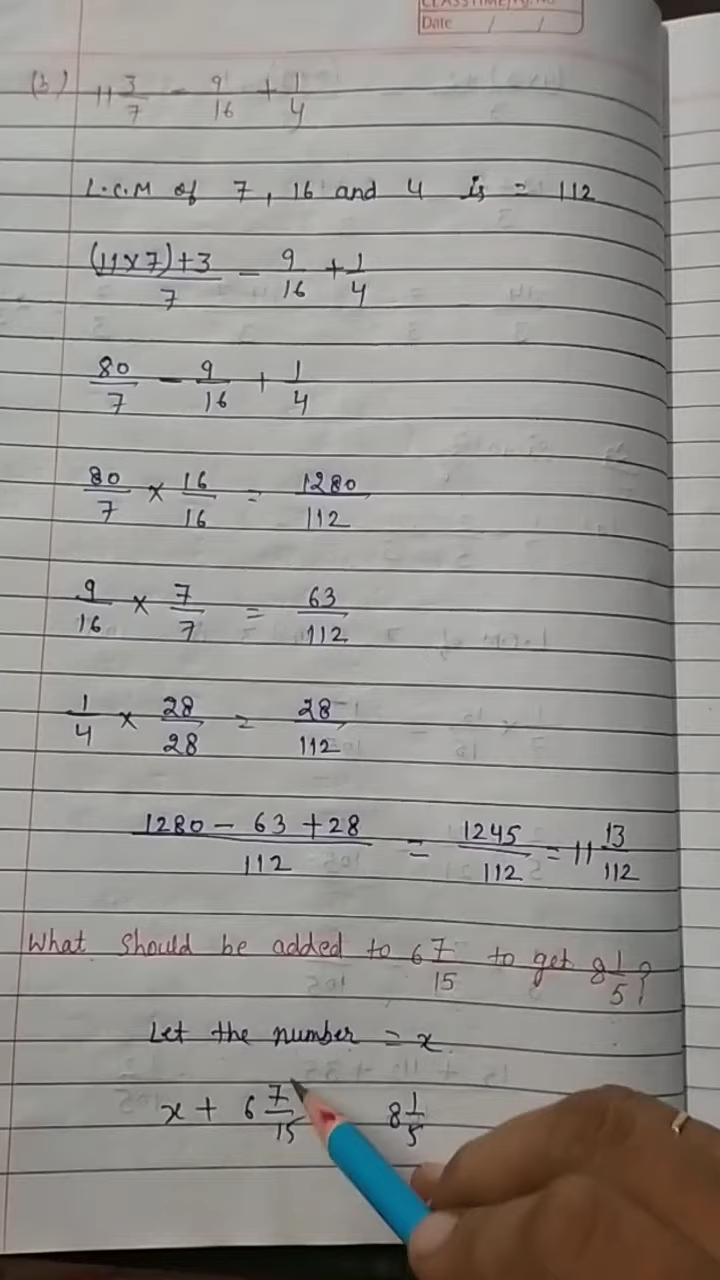 Date / /
(b) 11 3/7 - 9/16 + 1/4
L.C.M of 7, 16 and 4 is = 112
(11×7)+3/7 - 9/16 + 1/4
80/7 - 9/16 + 1/4
80/7 × 16/16 = 1280/112
9/16 × 7/7 = 63/112
1/4 × 28/28 = 28/112
1280 - 63 + 28/112 = 1245/112 = 11 13/112
What should be added to 6 7/15 to get 8 1/5?
Let the number = x
x + 6 7/15 8 1/5